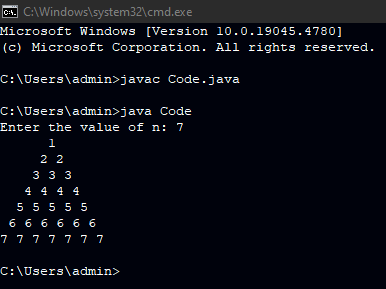 C:\Windows\system32\cmd.exe
Microsoft Windows [Version 10.0.19045.4780]
(c) Microsoft Corporation. All rights reserved.
C:\Users\admin>javac Code.java
C:\Users\admin>java Code
Enter the value of n: 7
      1
     2 2
    3 3 3
   4 4 4 4
  5 5 5 5 5
 6 6 6 6 6 6
7 7 7 7 7 7 7
C:\Users\admin>